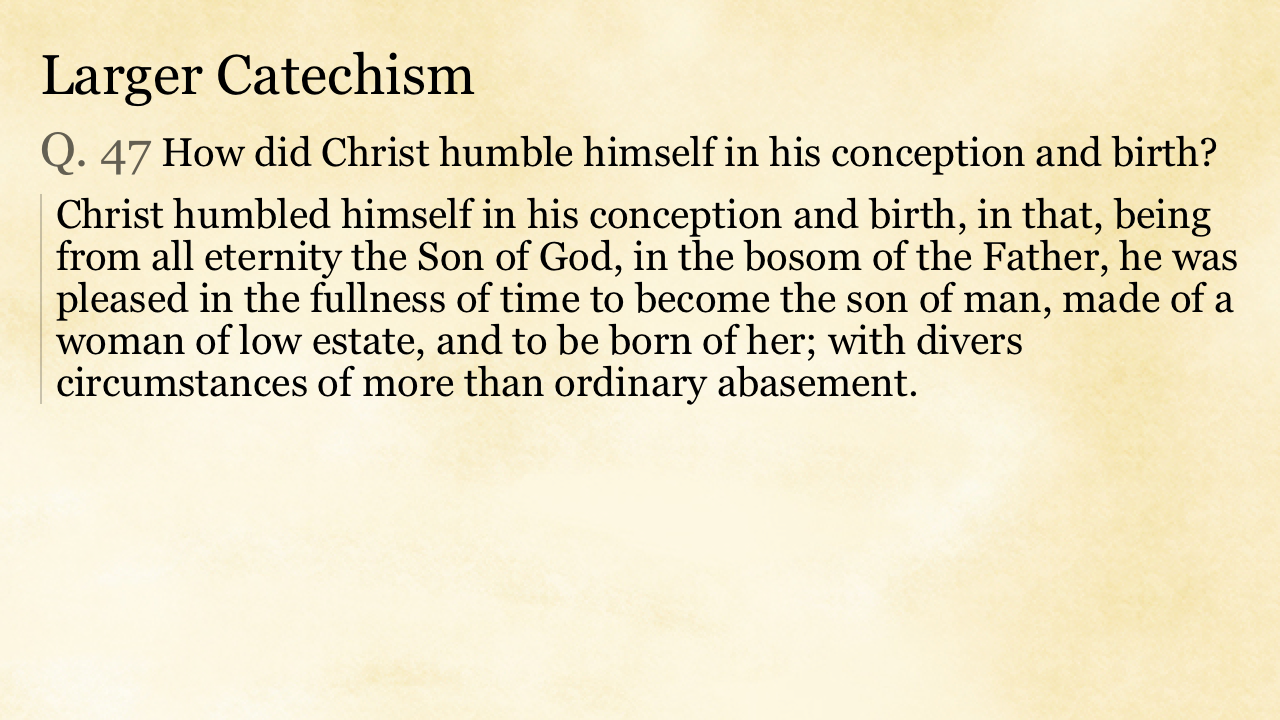 Larger Catechism
Q. 47 How did Christ humble himself in his conception and birth?
Christ humbled himself in his conception and birth, in that, being
from all eternity the Son of God, in the bosom of the Father, he was
pleased in the fullness of time to become the son of man, made of a
woman of low estate, and to be born of her; with divers
circumstances of more than ordinary abasement.